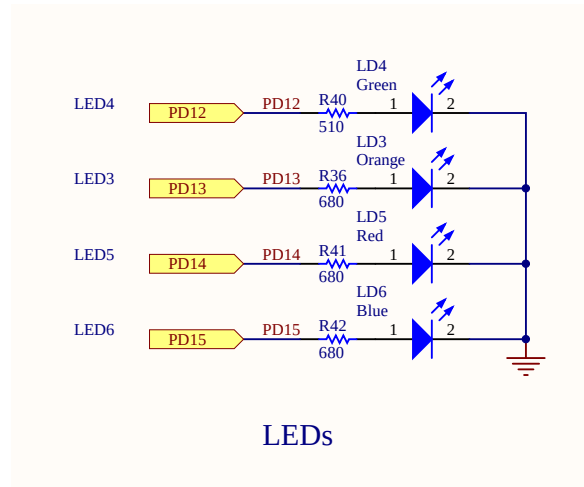 LD4
Green
LED4 PD12 PD12 R40 1 2
510
LD3
Orange
LED3 PD13 PD13 R36 1 2
680
LD5
Red
LED5 PD14 PD14 R41 1 2
680
LD6
Blue
LED6 PD15 PD15 R42 1 2
680
LEDs